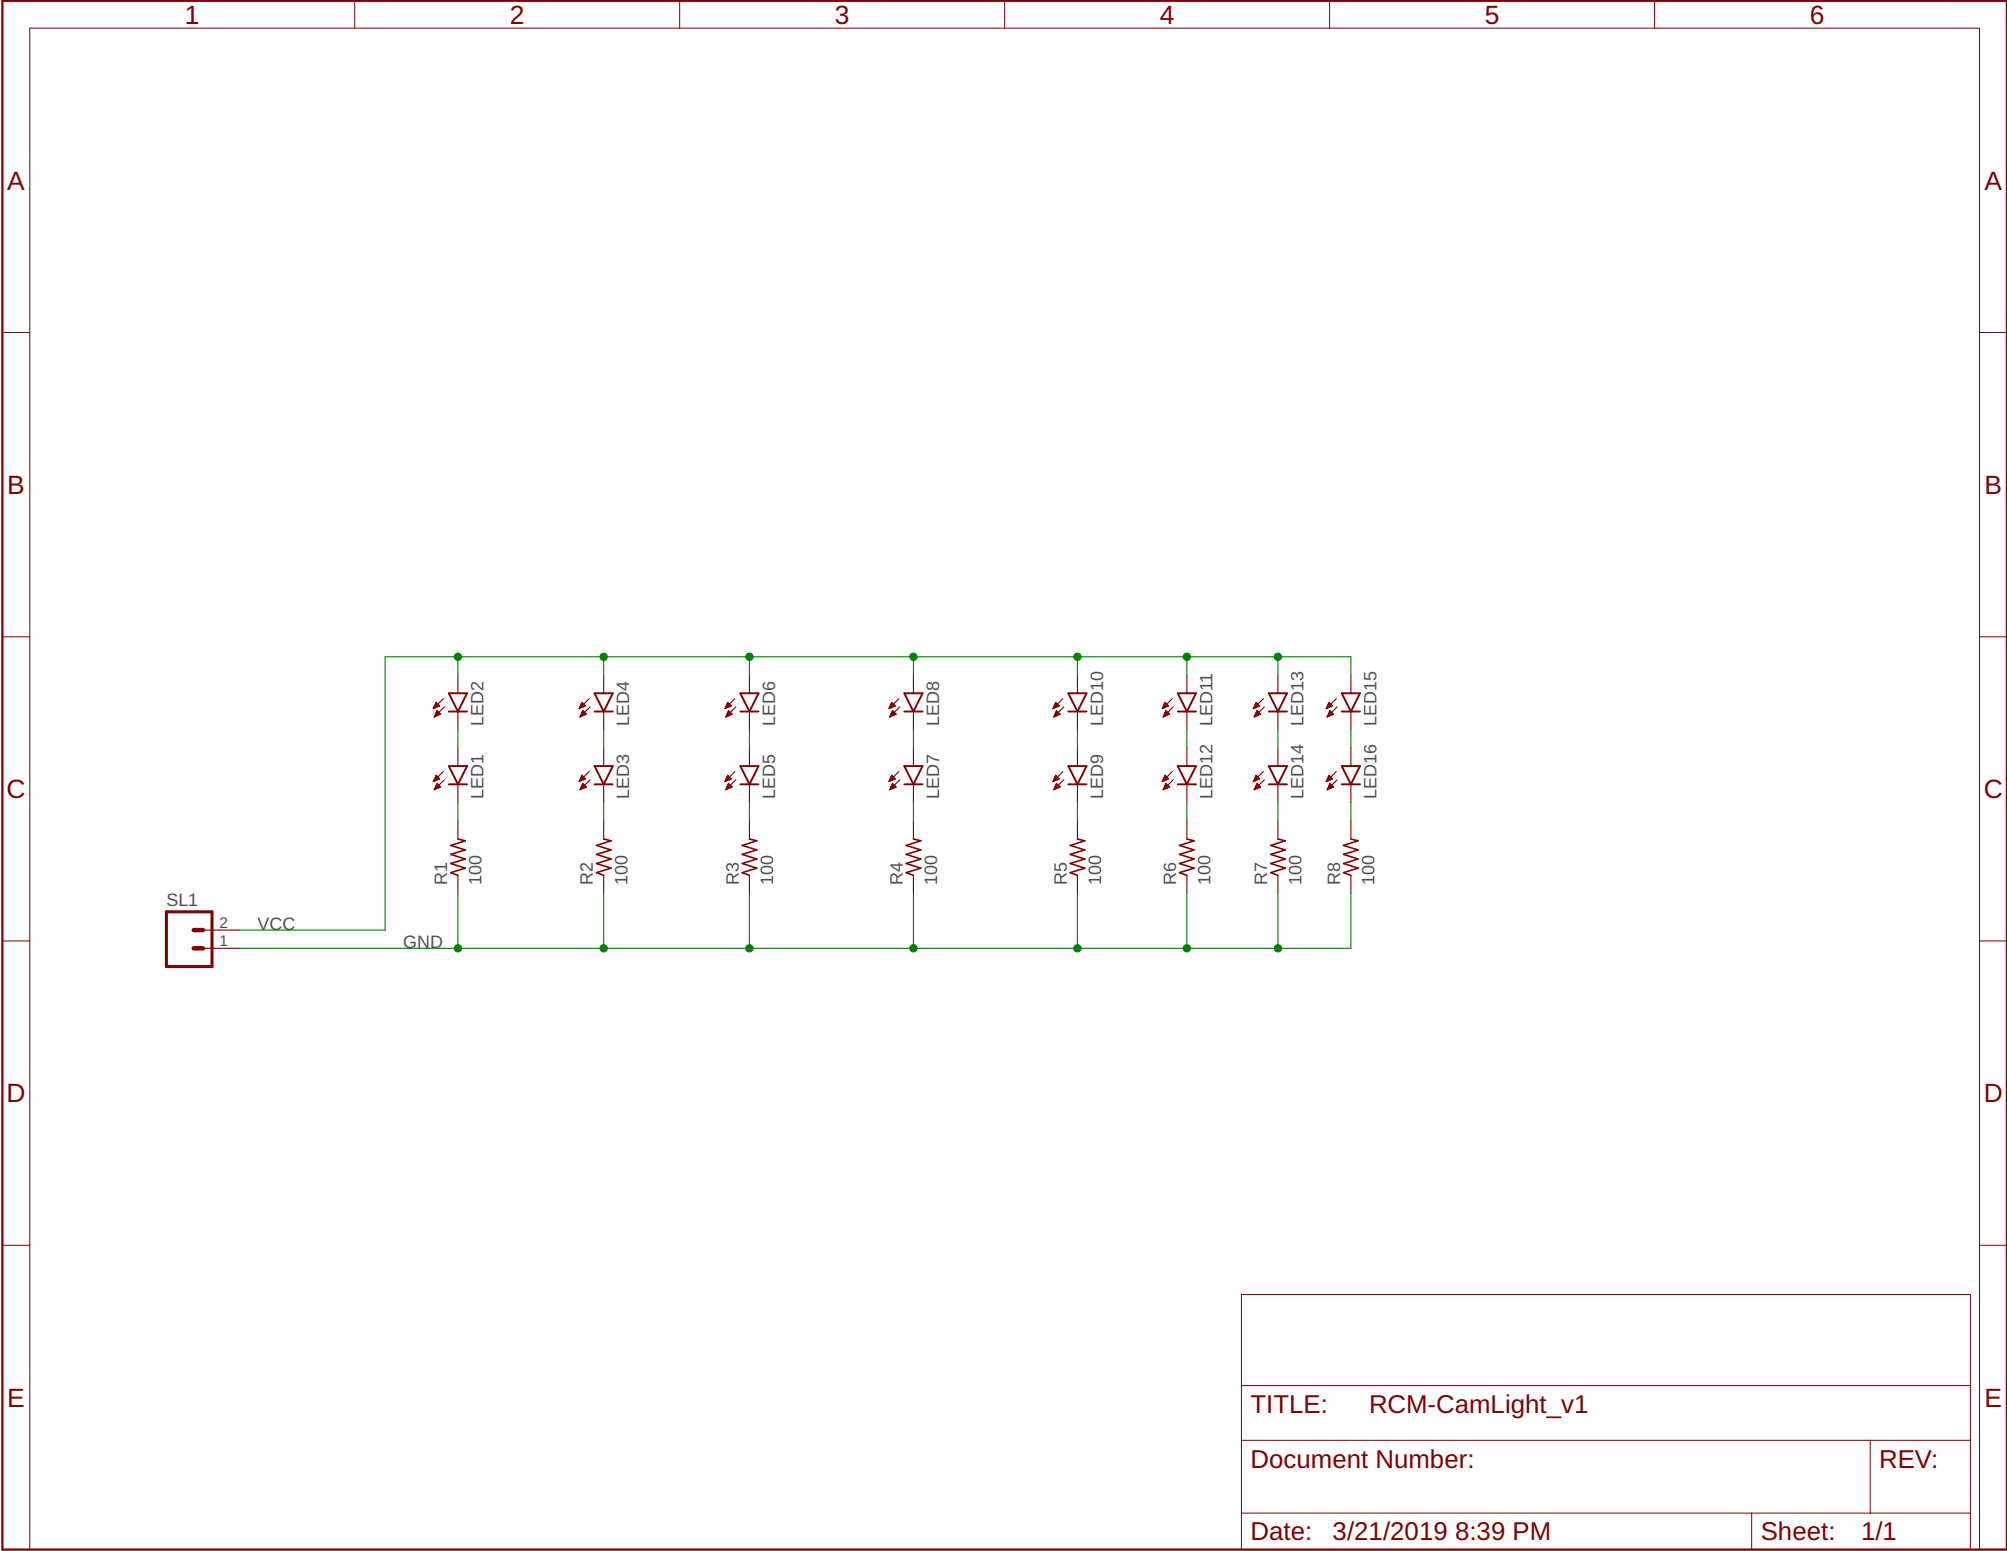 1 2 3 4 5 6
A A
B B
LED2 LED4 LED6 LED8 LED10 LED11 LED13 LED15
LED1 LED3 LED5 LED7 LED9 LED12 LED14 LED16
C C
R1 100 R2 100 R3 100 R4 100 R5 100 R6 100 R7 100 R8 100
SL1
2 VCC
1 GND
D D
E E
TITLE: RCM-CamLight_v1
Document Number: REV:
Date: 3/21/2019 8:39 PM Sheet: 1/1